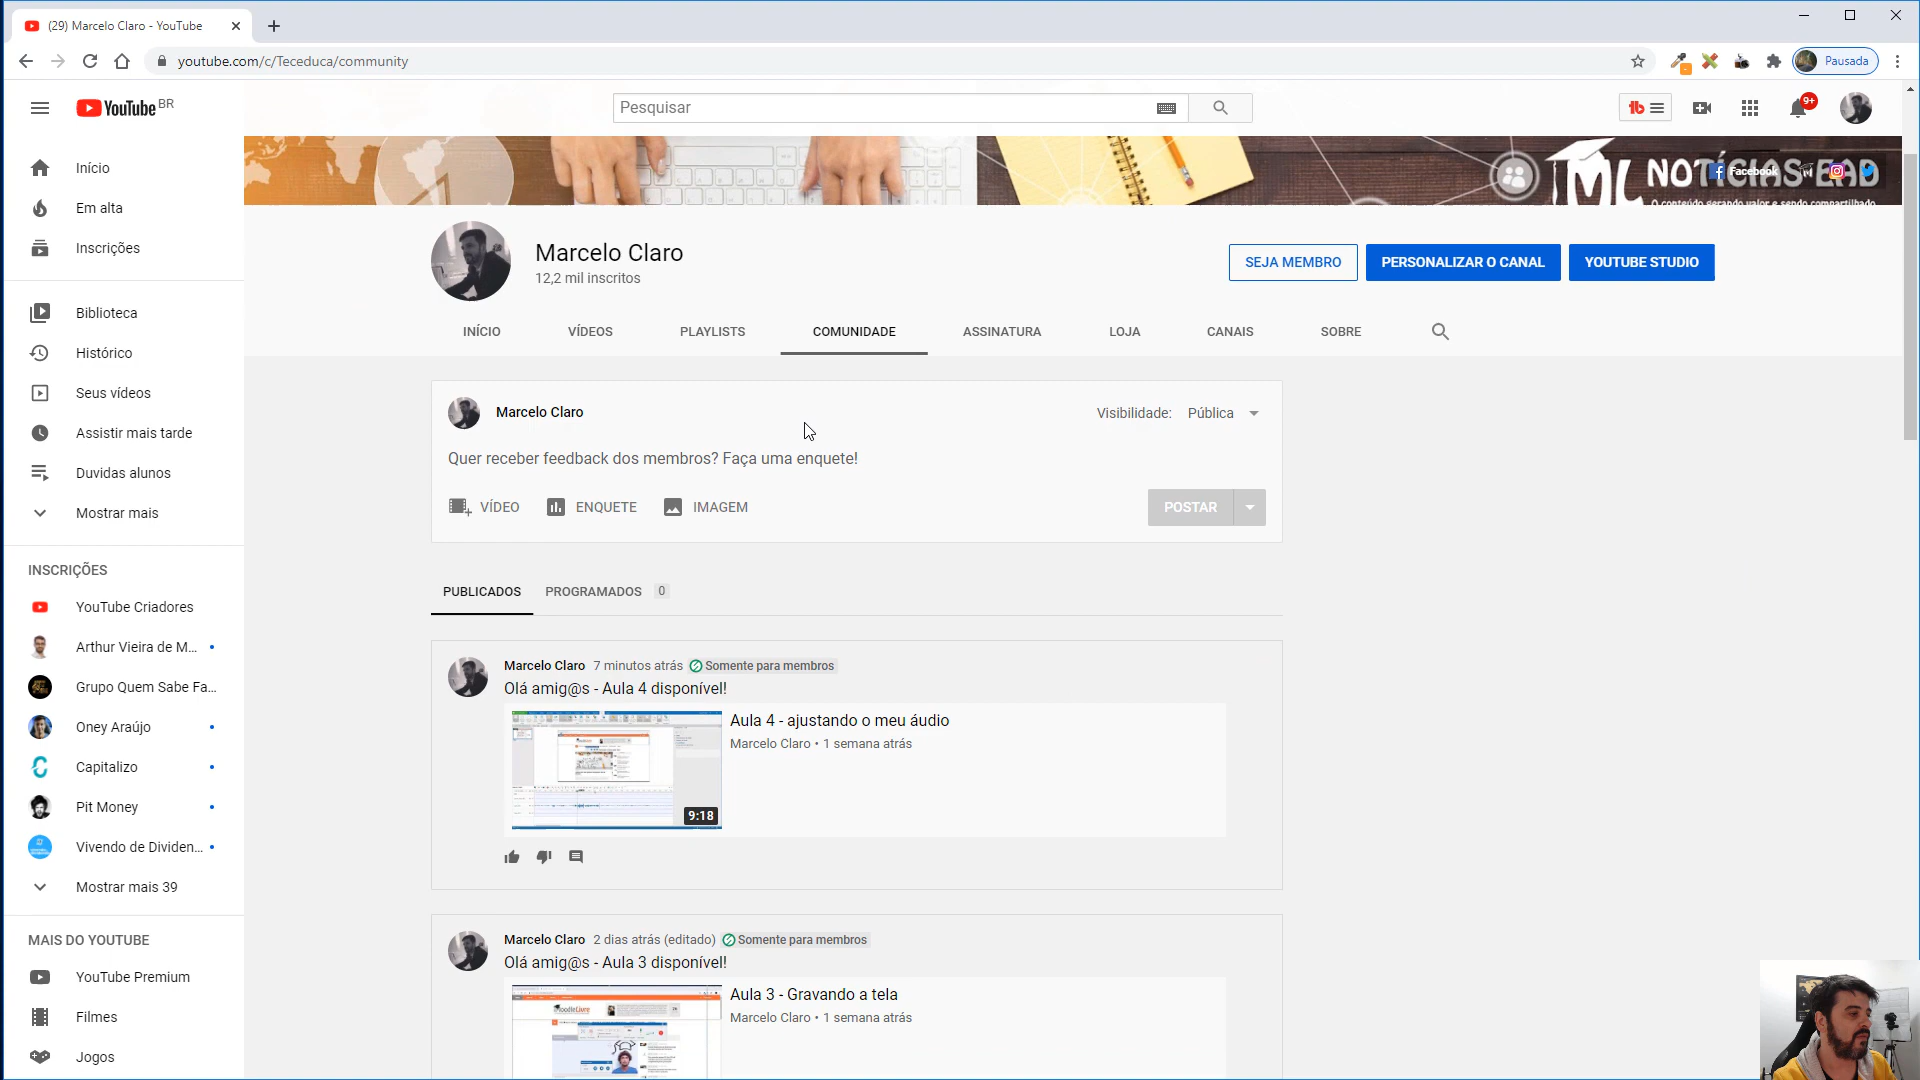 (29) Marcelo Claro - YouTube
youtube.com/c/Teceduca/community
Pausada
YouTube BR
Pesquisar
9+
Início
Em alta
Inscrições
Biblioteca
Histórico
Seus vídeos
Assistir mais tarde
Duvidas alunos
Mostrar mais
INSCRIÇÕES
YouTube Criadores
Arthur Vieira de M...
Grupo Quem Sabe Fa...
Oney Araújo
Capitalizo
Pit Money
Vivendo de Dividen...
Mostrar mais 39
MAIS DO YOUTUBE
YouTube Premium
Filmes
Jogos
NOTÍCIAS EAD
Facebook
O conteúdo gerando valor e sendo compartilhado
Marcelo Claro
12,2 mil inscritos
SEJA MEMBRO
PERSONALIZAR O CANAL
YOUTUBE STUDIO
INÍCIO
VÍDEOS
PLAYLISTS
COMUNIDADE
ASSINATURA
LOJA
CANAIS
SOBRE
Marcelo Claro
Visibilidade: Pública
Quer receber feedback dos membros? Faça uma enquete!
VÍDEO
ENQUETE
IMAGEM
POSTAR
PUBLICADOS
PROGRAMADOS 0
Marcelo Claro 7 minutos atrás Somente para membros
Olá amig@s - Aula 4 disponível!
Aula 4 - ajustando o meu áudio
Marcelo Claro • 1 semana atrás
9:18
Marcelo Claro 2 dias atrás (editado) Somente para membros
Olá amig@s - Aula 3 disponível!
Aula 3 - Gravando a tela
Marcelo Claro • 1 semana atrás